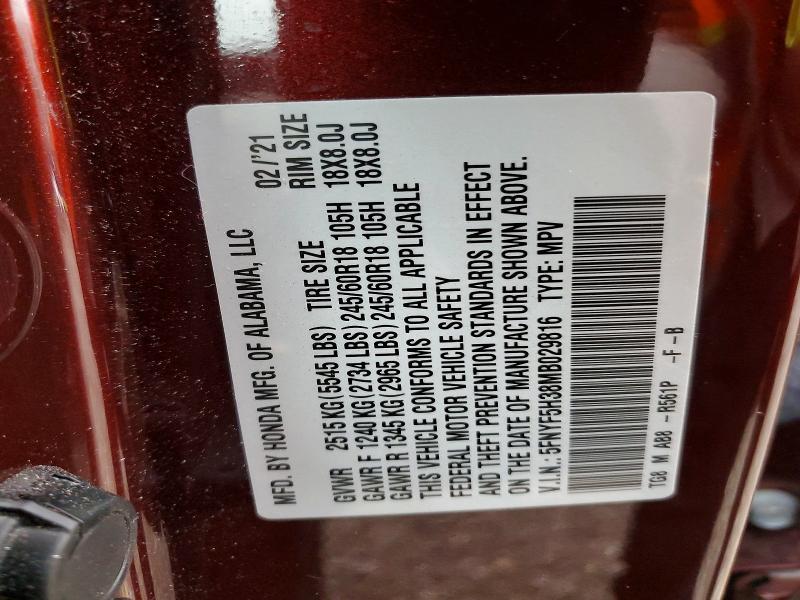 MFD. BY HONDA MFG. OF ALABAMA, LLC 02/'21
GVWR 2515 KG (5545 LBS) TIRE SIZE RIM SIZE
GAWR F 1240 KG (2734 LBS) 245/60R18 105H 18X8.0J
GAWR R 1345 KG (2965 LBS) 245/60R18 105H 18X8.0J
THIS VEHICLE CONFORMS TO ALL APPLICABLE
FEDERAL MOTOR VEHICLE SAFETY
AND THEFT PREVENTION STANDARDS IN EFFECT
ON THE DATE OF MANUFACTURE SHOWN ABOVE.
V.I.N.: 5FNYF5H38MB029816 TYPE: MPV
TG8 M A88 -R561P -F -B